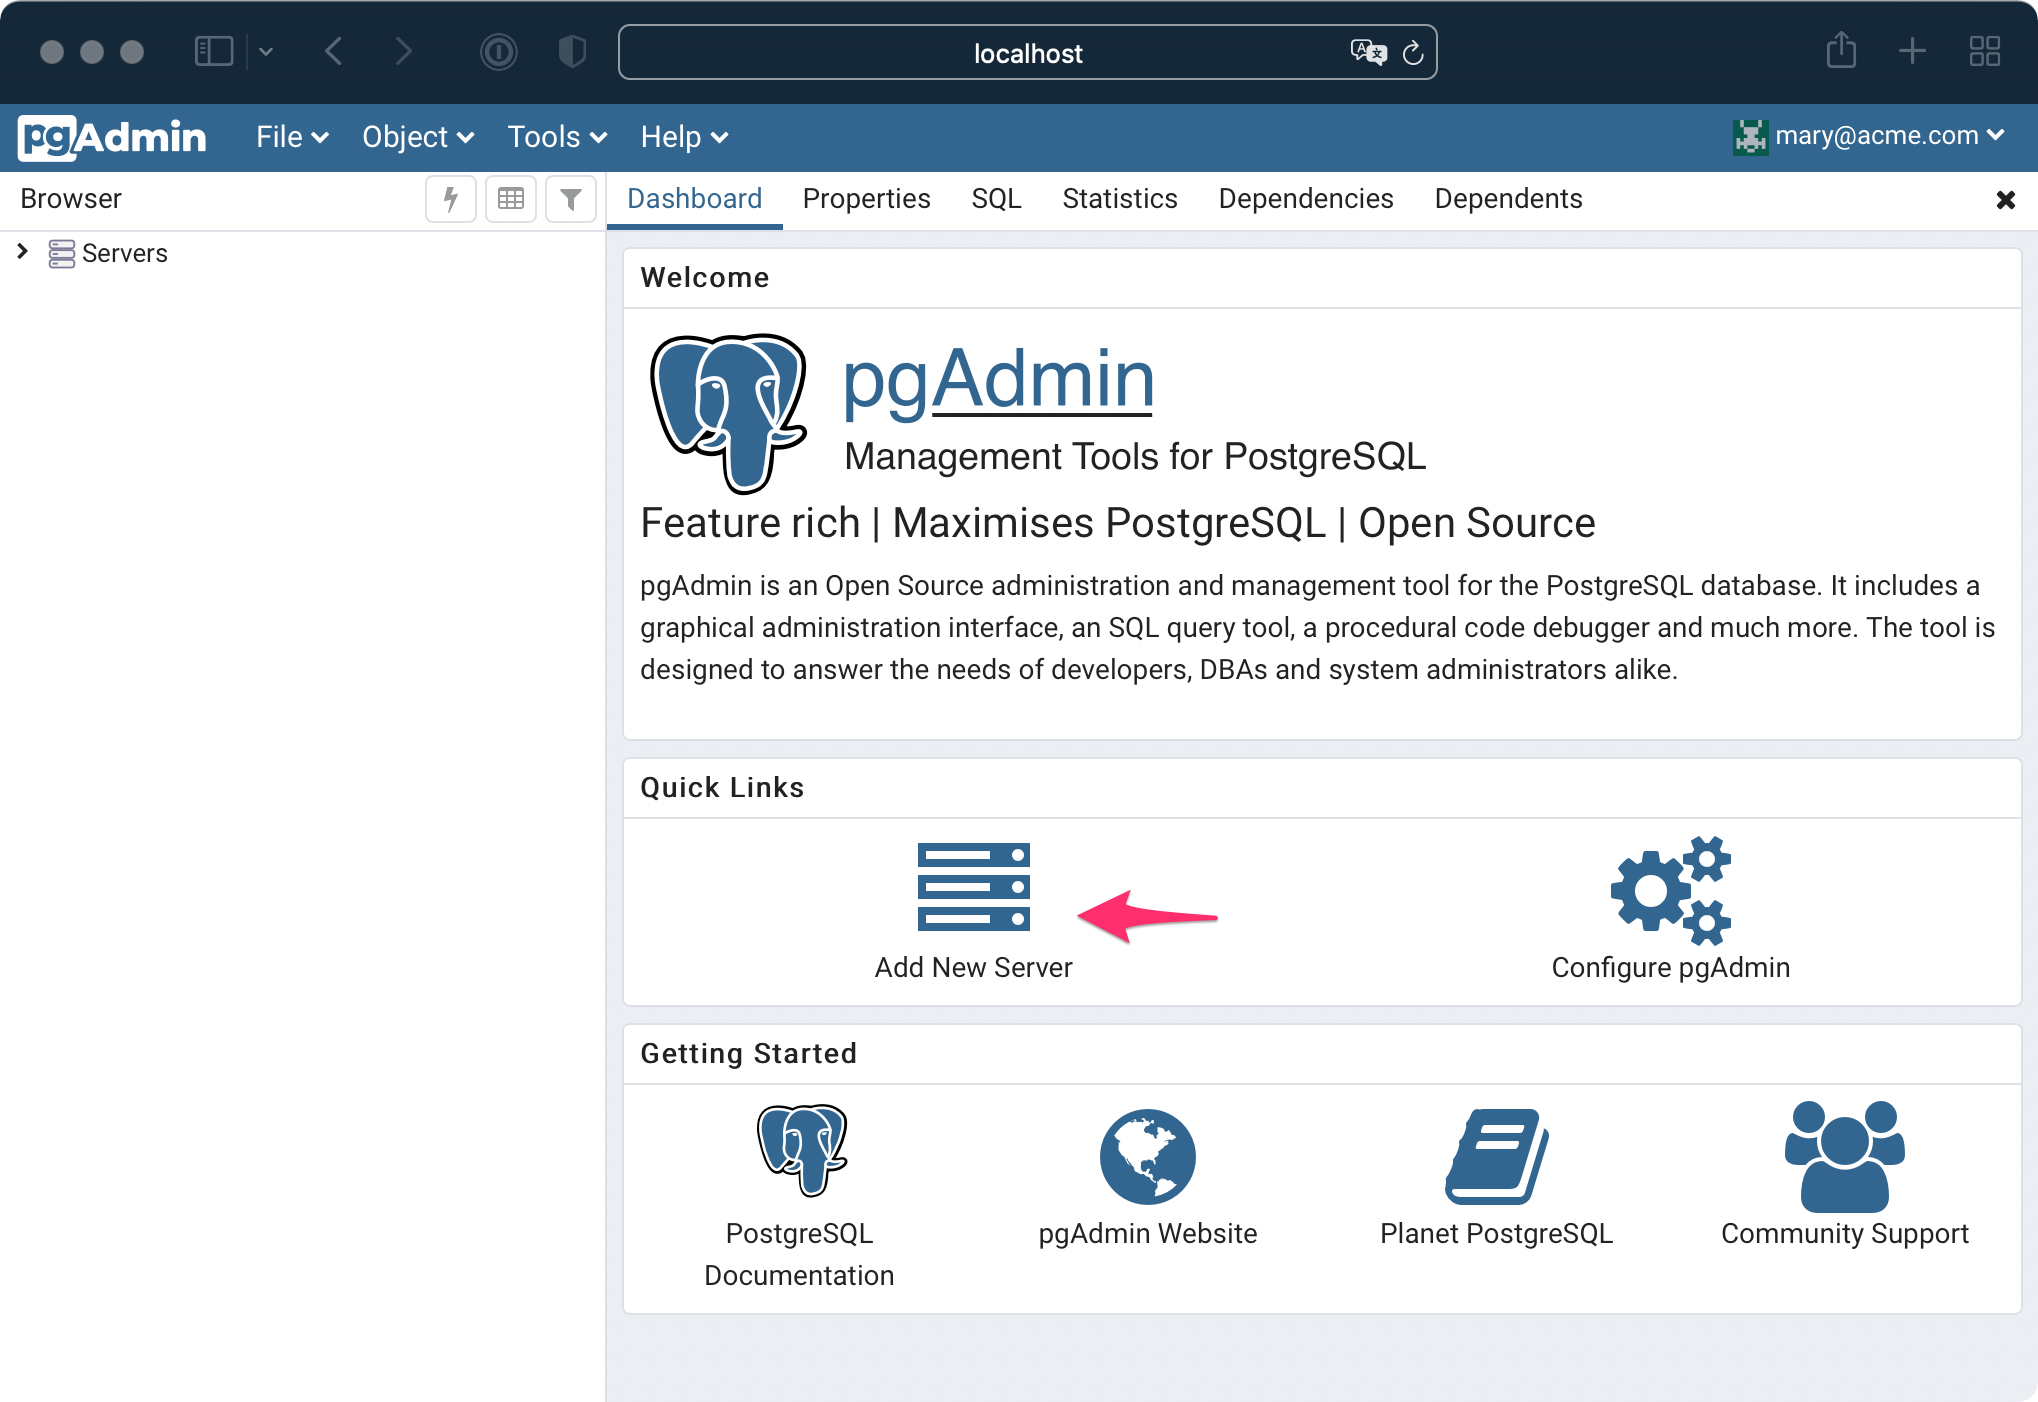 localhost
pgAdmin File Object Tools Help mary@acme.com
Browser Dashboard Properties SQL Statistics Dependencies Dependents
Servers
Welcome
pgAdmin
Management Tools for PostgreSQL
Feature rich | Maximises PostgreSQL | Open Source
pgAdmin is an Open Source administration and management tool for the PostgreSQL database. It includes a
graphical administration interface, an SQL query tool, a procedural code debugger and much more. The tool is
designed to answer the needs of developers, DBAs and system administrators alike.
Quick Links
Add New Server Configure pgAdmin
Getting Started
PostgreSQL
Documentation
pgAdmin Website
Planet PostgreSQL
Community Support